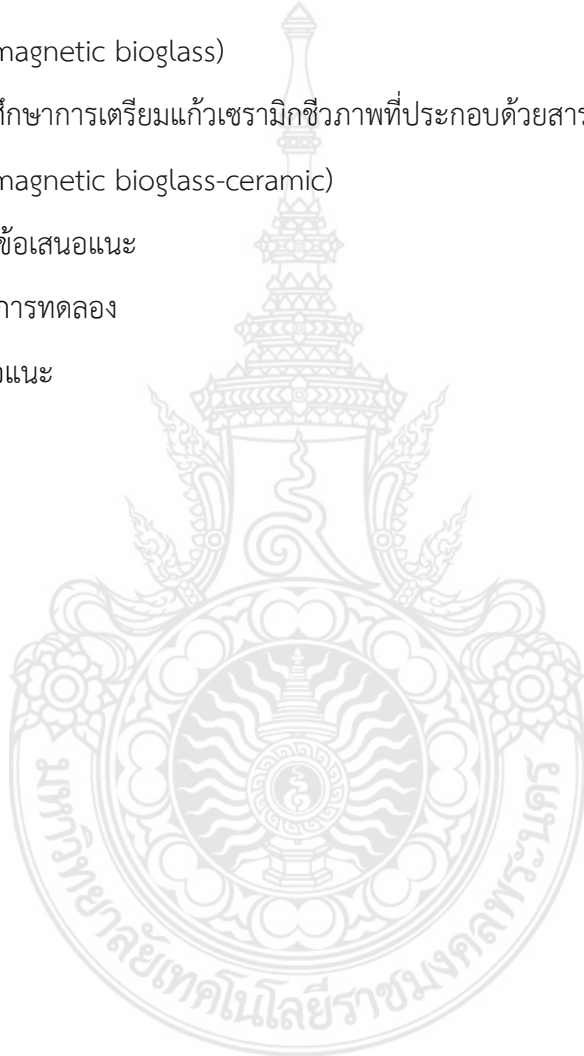 magnetic bioglass)
ศึกษาการเตรียมแก้วเซรามิกชีวภาพที่ประกอบด้วยสาร
magnetic bioglass-ceramic)
ข้อเสนอแนะ
การทดลอง
อแนะ
มหาวิทยาลัยเทคโนโลยีราชมงคลพระนคร